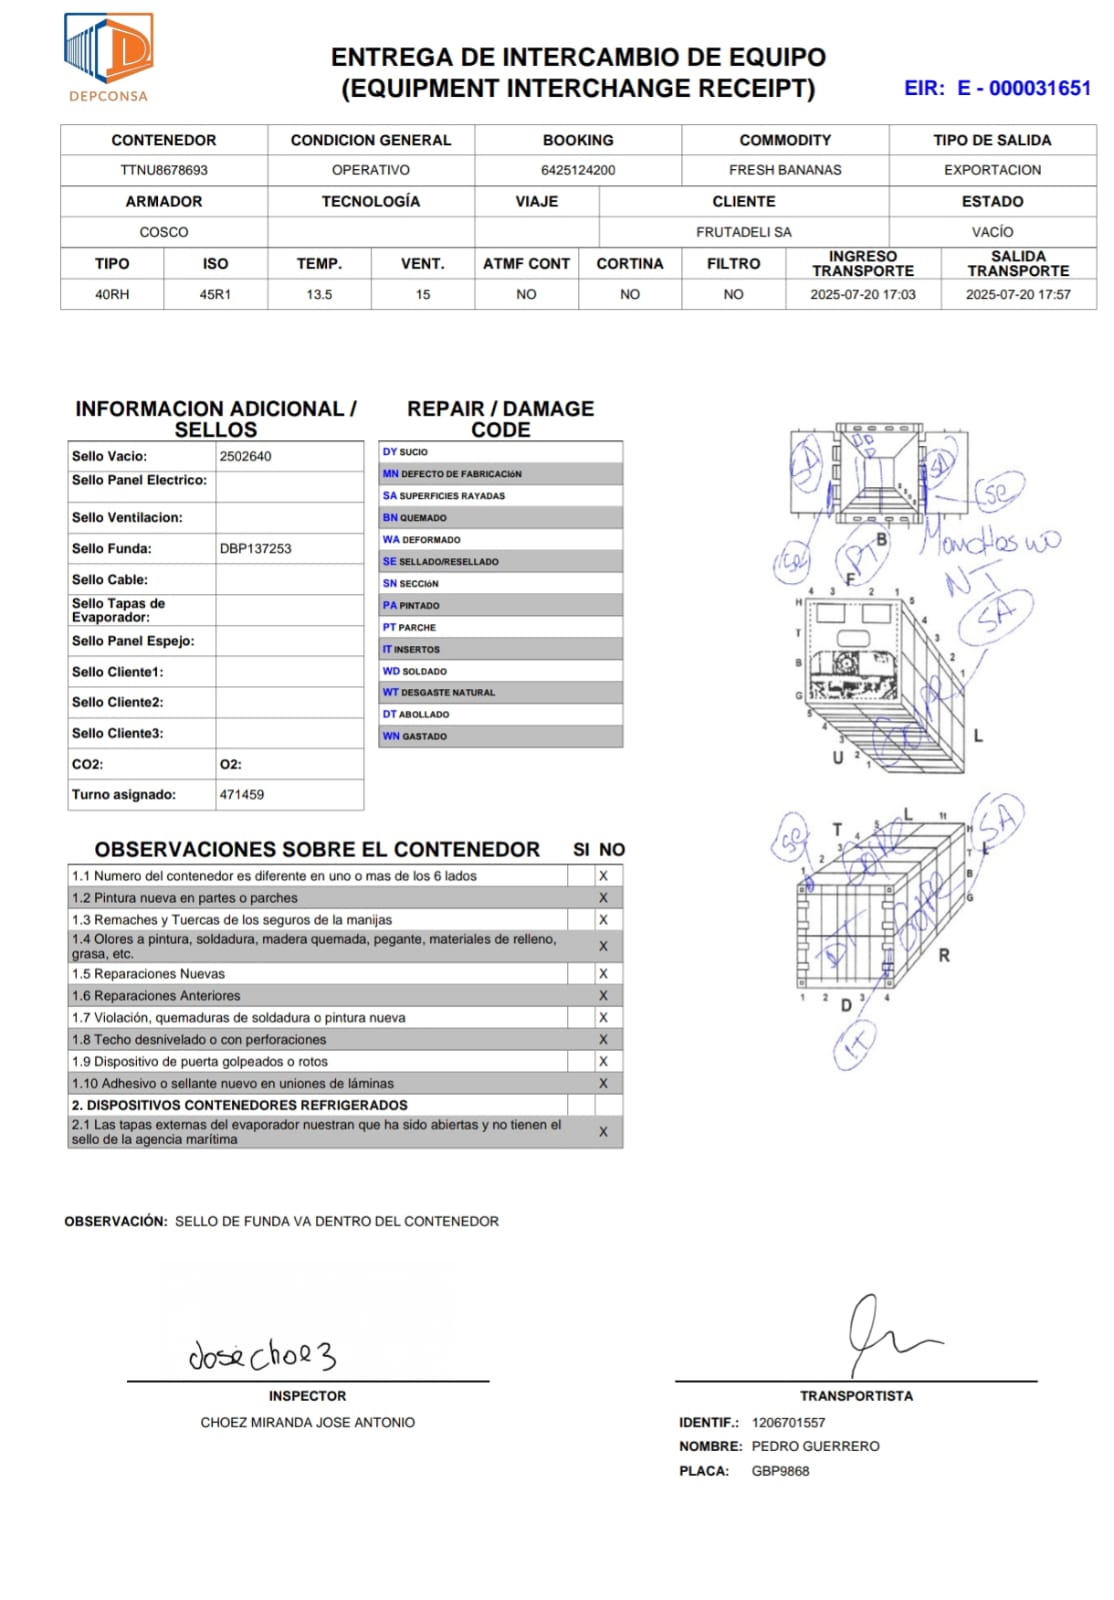 DEPCONSA
ENTREGA DE INTERCAMBIO DE EQUIPO
(EQUIPMENT INTERCHANGE RECEIPT)
EIR: E - 000031651
CONTENEDOR CONDICION GENERAL BOOKING COMMODITY TIPO DE SALIDA
TTNU8678693 OPERATIVO 6425124200 FRESH BANANAS EXPORTACION
ARMADOR TECNOLOGÍA VIAJE CLIENTE ESTADO
COSCO FRUTADELI SA VACÍO
TIPO ISO TEMP. VENT. ATMF CONT CORTINA FILTRO INGRESO TRANSPORTE SALIDA TRANSPORTE
40RH 45R1 13.5 15 NO NO NO 2025-07-20 17:03 2025-07-20 17:57
INFORMACION ADICIONAL /
SELLOS
Sello Vacio: 2502640
Sello Panel Electrico:
Sello Ventilacion:
Sello Funda: DBP137253
Sello Cable:
Sello Tapas de
Evaporador:
Sello Panel Espejo:
Sello Cliente1:
Sello Cliente2:
Sello Cliente3:
CO2: O2:
Turno asignado: 471459
REPAIR / DAMAGE
CODE
DY SUCIO
MN DEFECTO DE FABRICACIóN
SA SUPERFICIES RAYADAS
BN QUEMADO
WA DEFORMADO
SE SELLADO/RESELLADO
SN SECCIóN
PA PINTADO
PT PARCHE
IT INSERTOS
WD SOLDADO
WT DESGASTE NATURAL
DT ABOLLADO
WN GASTADO
SA SA
SE
PT B
NT
F
4 3 2 1
H T B G
5 4 3 2 1
SA
U L
SE T L SA
H T B G
DT
R
1 2 D 3 4
IT
OBSERVACIONES SOBRE EL CONTENEDOR SI NO
1.1 Numero del contenedor es diferente en uno o mas de los 6 lados X
1.2 Pintura nueva en partes o parches X
1.3 Remaches y Tuercas de los seguros de la manijas X
1.4 Olores a pintura, soldadura, madera quemada, pegante, materiales de relleno,
grasa, etc. X
1.5 Reparaciones Nuevas X
1.6 Reparaciones Anteriores X
1.7 Violación, quemaduras de soldadura o pintura nueva X
1.8 Techo desnivelado o con perforaciones X
1.9 Dispositivo de puerta golpeados o rotos X
1.10 Adhesivo o sellante nuevo en uniones de láminas X
2. DISPOSITIVOS CONTENEDORES REFRIGERADOS
2.1 Las tapas externas del evaporador nuestran que ha sido abiertas y no tienen el
sello de la agencia marítima X
OBSERVACIÓN: SELLO DE FUNDA VA DENTRO DEL CONTENEDOR
Jose Choez
INSPECTOR
CHOEZ MIRANDA JOSE ANTONIO
TRANSPORTISTA
IDENTIF.: 1206701557
NOMBRE: PEDRO GUERRERO
PLACA: GBP9868